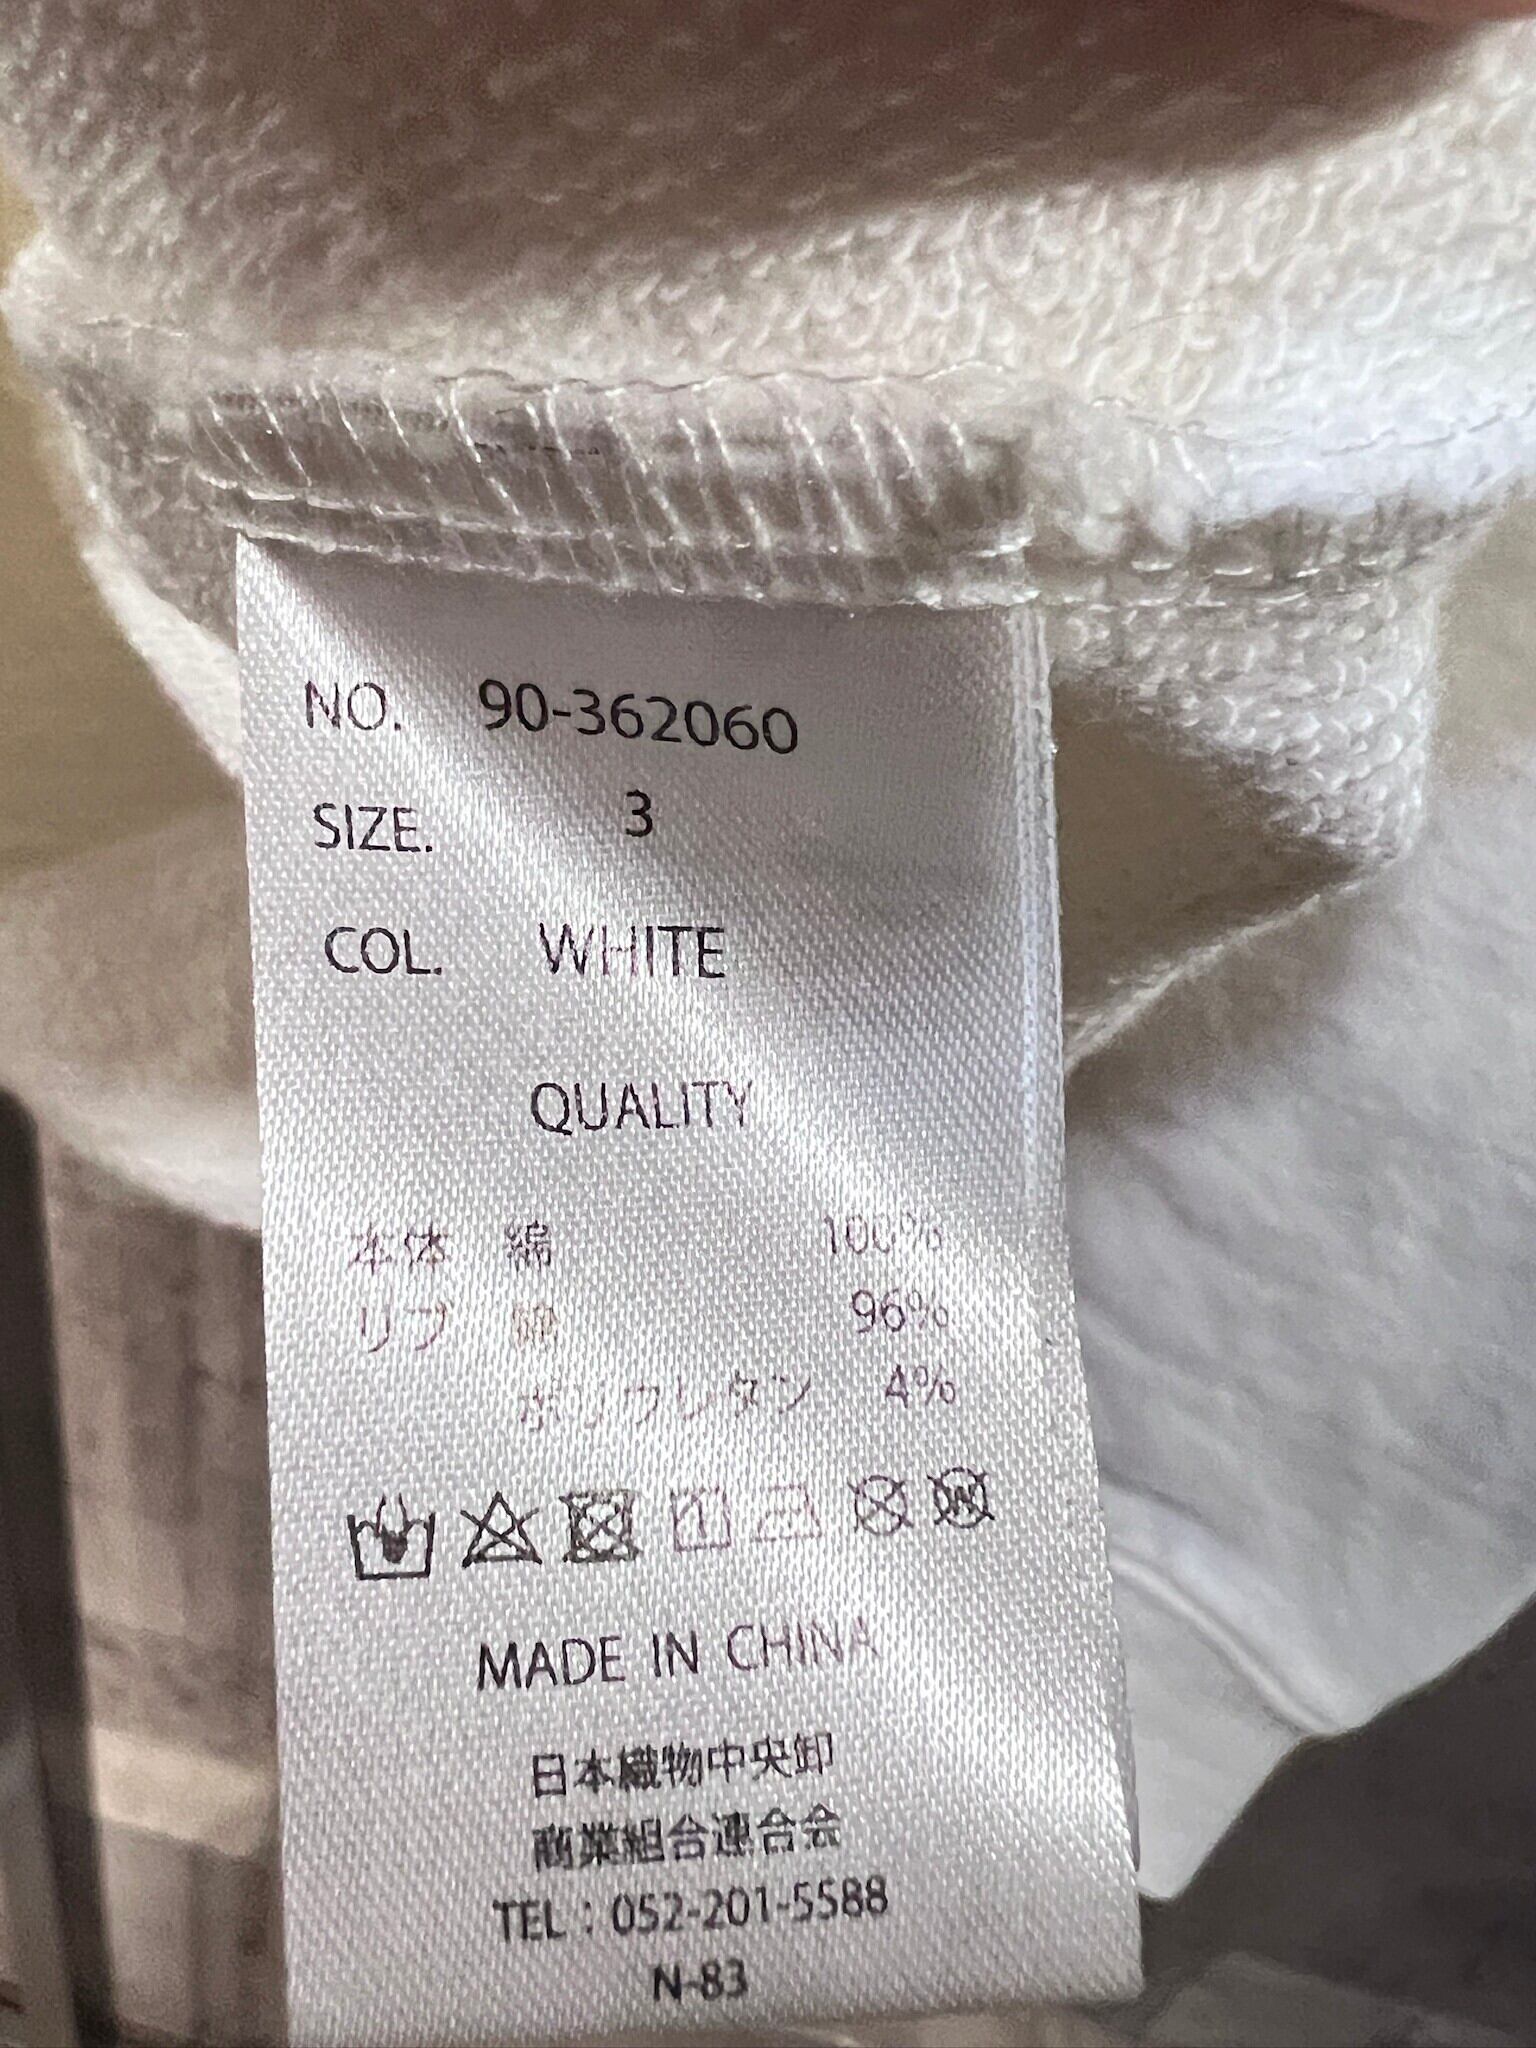 NO. 90-362060
SIZE. 3
COL. WHITE
QUALITY
本体 綿 100%
リブ 綿 96%
ポリウレタン 4%
MADE IN CHINA
日本織物中央卸
商業組合連合会
TEL : 052-201-5588
N-83